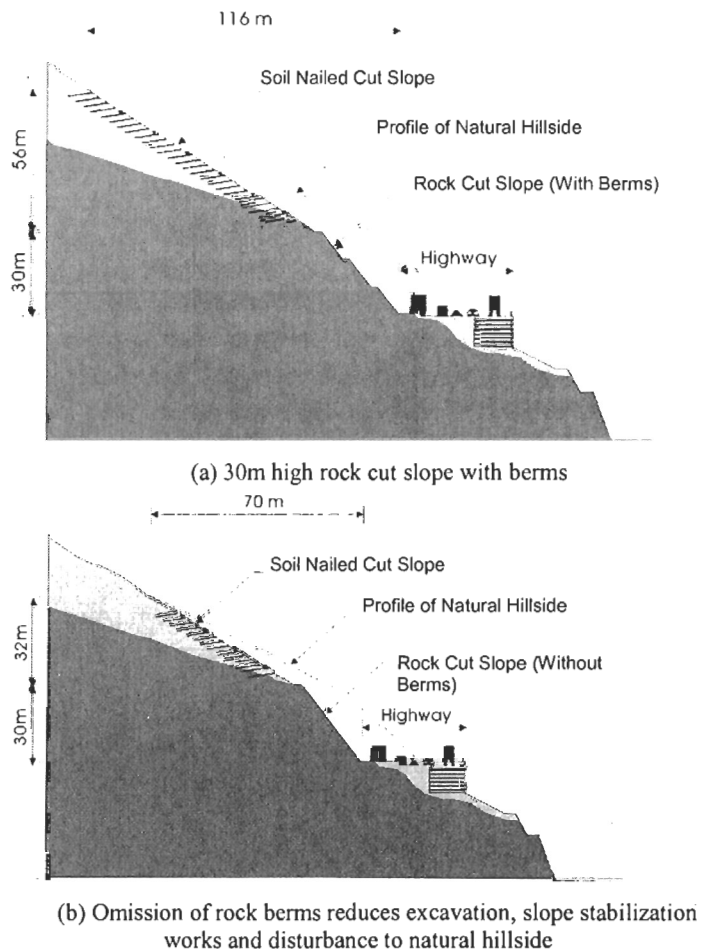 116 m
Soil Nailed Cut Slope
Profile of Natural Hillside
56m
Rock Cut Slope (With Berms)
Highway
30m
(a) 30m high rock cut slope with berms
70 m
Soil Nailed Cut Slope
Profile of Natural Hillside
32m
Rock Cut Slope (Without
Berms)
Highway
30m
(b) Omission of rock berms reduces excavation, slope stabilization
works and disturbance to natural hillside